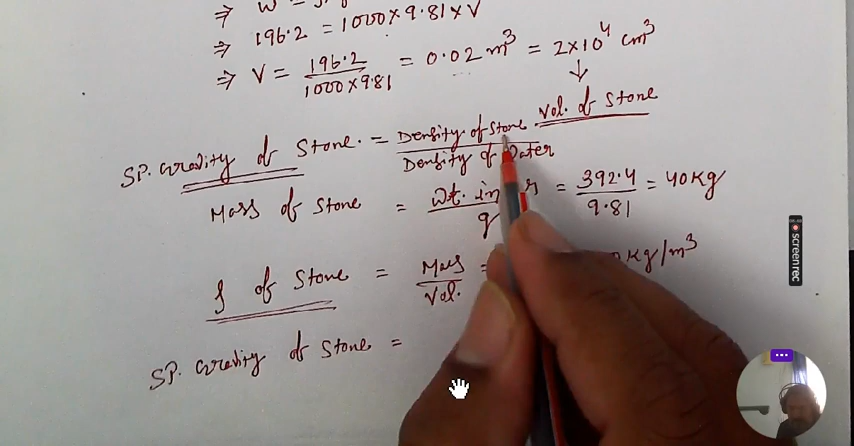 ⇒ W =
⇒ 196.2 = 1000 × 9.81 × V
⇒ V = 196.2 / 1000 × 9.81 = 0.02 m³ = 2×10⁴ cm³
↓
Vol. of Stone
SP. Gravity of Stone. = Density of Stone / Density of Water
Mass of Stone = Wt. in / g = 392.4 / 9.81 = 40 Kg
ρ of Stone = Mass / Vol. = Kg/m³
SP. Gravity of Stone =
screenrec